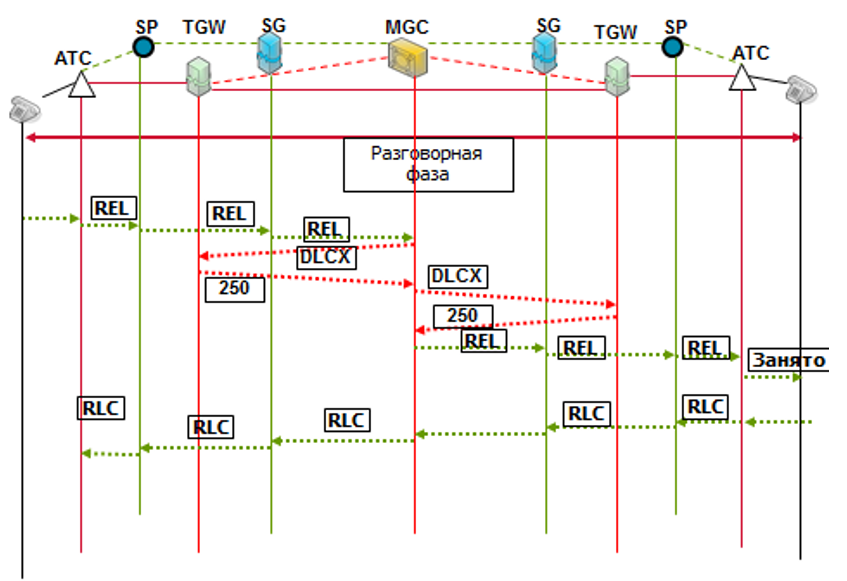 SP
TGW
SG
MGC
SG
TGW
SP
АТС
АТС
Разговорная
фаза
REL
REL
REL
DLCX
250
DLCX
250
REL
REL
REL
Занято
RLC
RLC
RLC
RLC
RLC